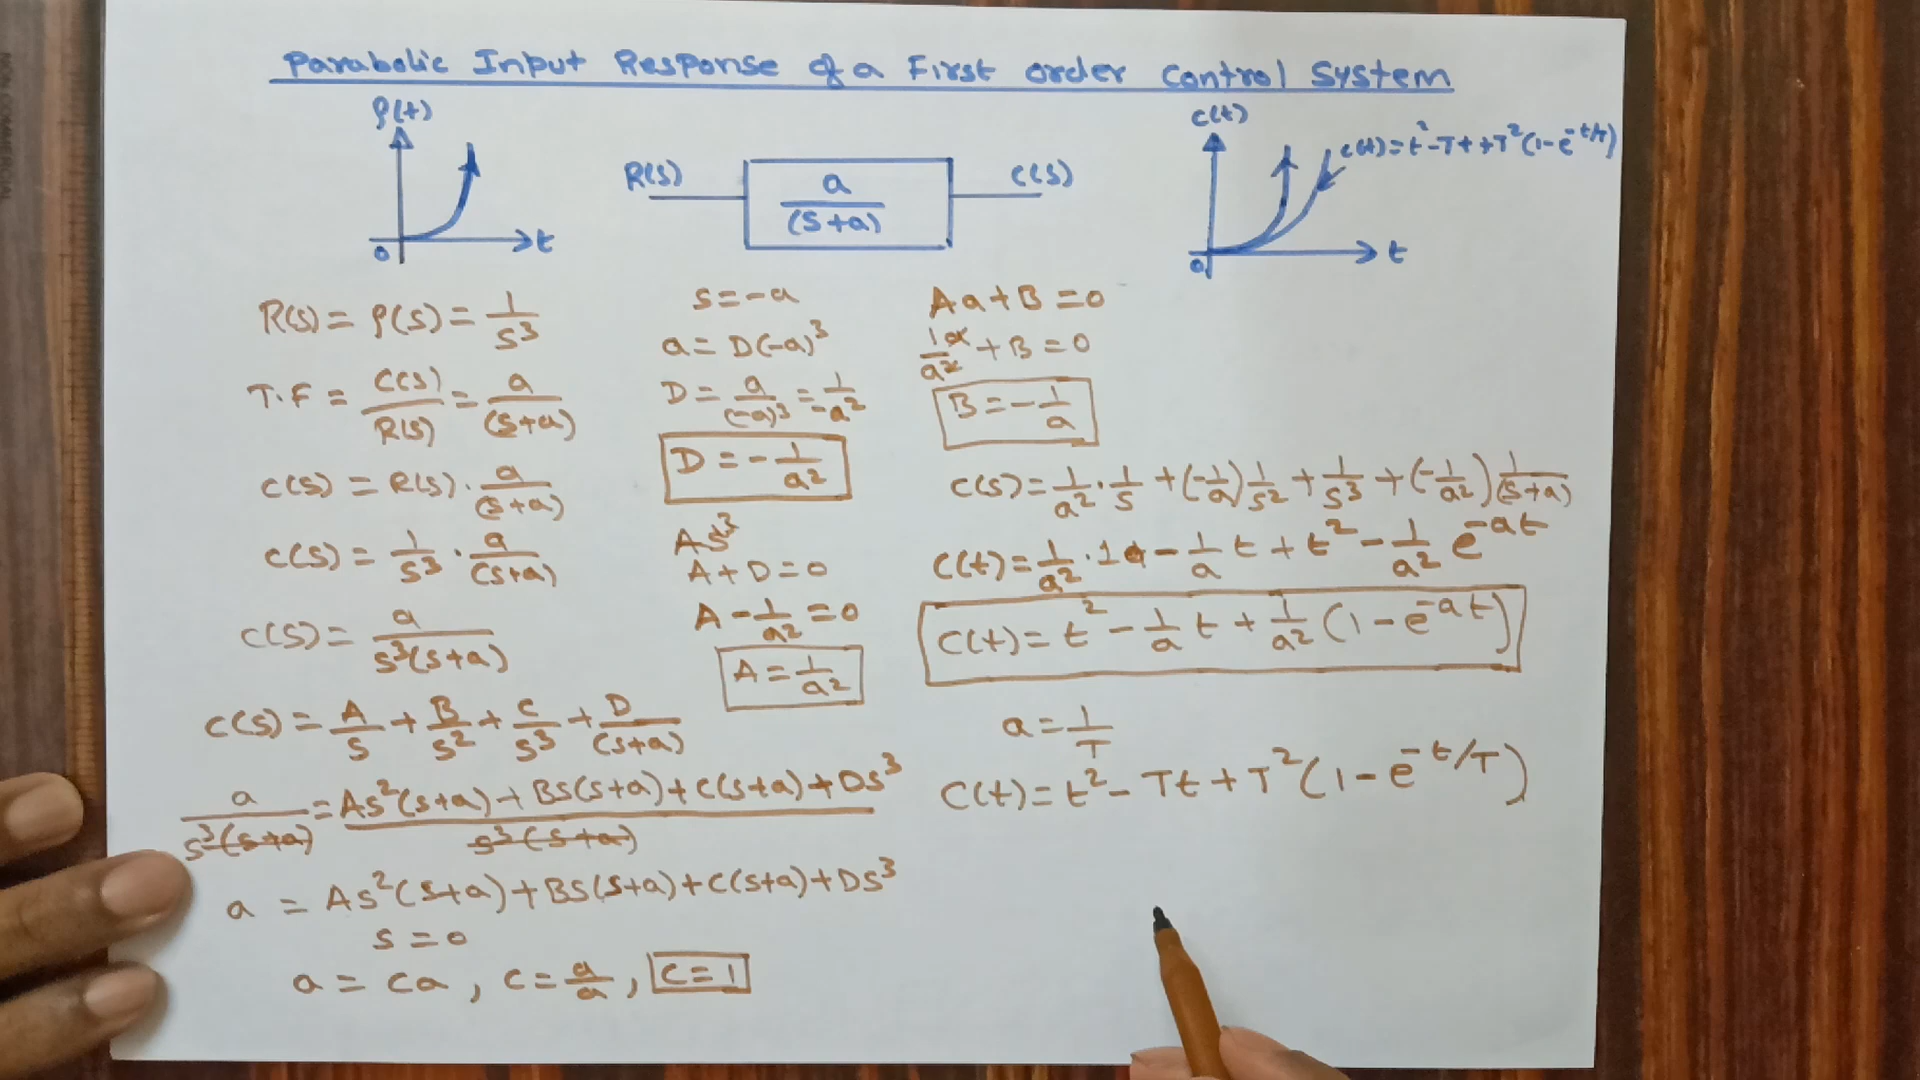 Parabolic Input Response of a First order Control System
ρ(t)
t
0
R(s)
a
(s+a)
C(s)
c(t)
c(t)=t²-Tt+T²(1-e^-t/T)
t
0
R(s) = ρ(s) = 1/s³
T.F = C(s)/R(s) = a/(s+a)
C(s) = R(s) . a/(s+a)
C(s) = 1/s³ . a/(s+a)
C(s) = a/s³(s+a)
C(s) = A/s + B/s² + C/s³ + D/(s+a)
a/s³(s+a) = As²(s+a)+Bs(s+a)+C(s+a)+Ds³/s³(s+a)
a = As²(s+a)+Bs(s+a)+C(s+a)+Ds³
s = 0
a = ca , c = a/a , C=1
s=-a
a = D(-a)³
D = a/(-a)³ = 1/-a²
D = -1/a²
As³
A+D=0
A - 1/a² = 0
A = 1/a²
Aa+B=0
1a/a² + B = 0
B = -1/a
C(s) = 1/a² . 1/s + (-1/a) 1/s² + 1/s³ + (-1/a²) 1/(s+a)
C(t) = 1/a² . 1 - 1/a t + t² - 1/a² e^-at
C(t) = t² - 1/a t + 1/a² (1-e^-at)
a = 1/T
C(t) = t² - Tt + T²(1-e^-t/T)